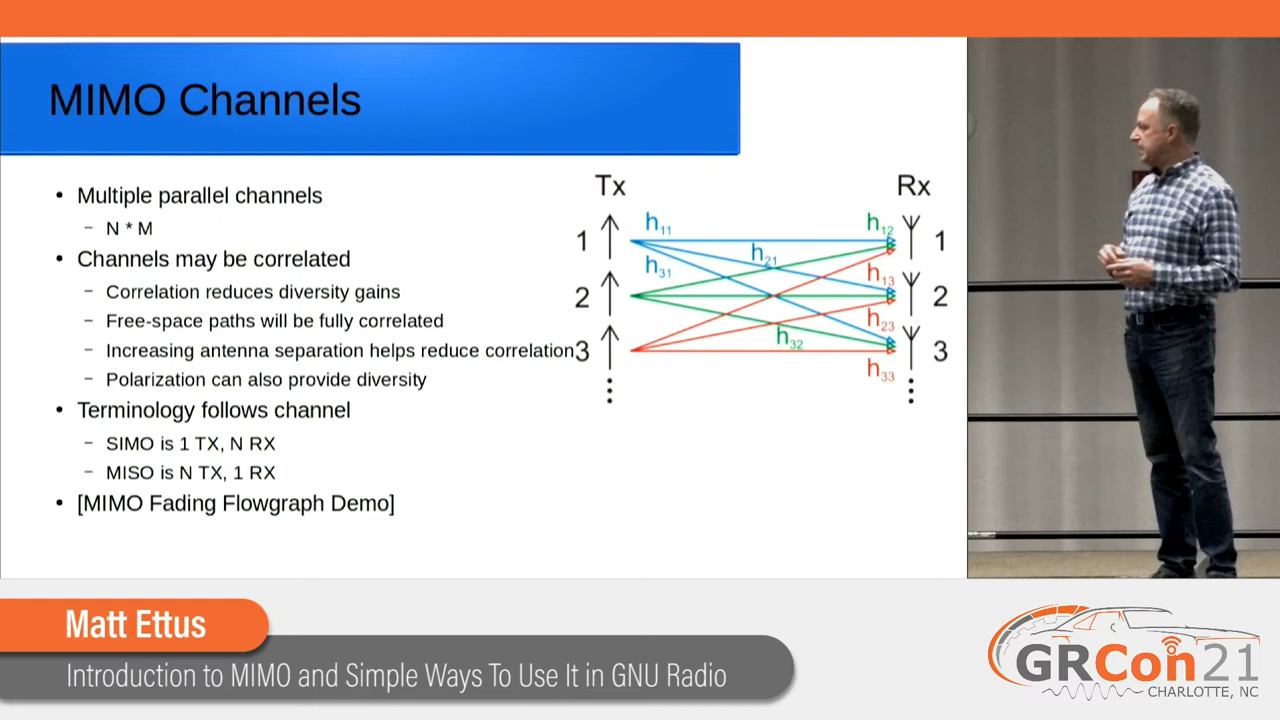 MIMO Channels
• Multiple parallel channels
– N * M
• Channels may be correlated
– Correlation reduces diversity gains
– Free-space paths will be fully correlated
– Increasing antenna separation helps reduce correlation
– Polarization can also provide diversity
• Terminology follows channel
– SIMO is 1 TX, N RX
– MISO is N TX, 1 RX
• [MIMO Fading Flowgraph Demo]
Tx
Rx
1
h11
h12
1
h21
h31
h13
2
2
h23
h32
3
3
h33
Matt Ettus
Introduction to MIMO and Simple Ways To Use It in GNU Radio
GRCon21
CHARLOTTE, NC